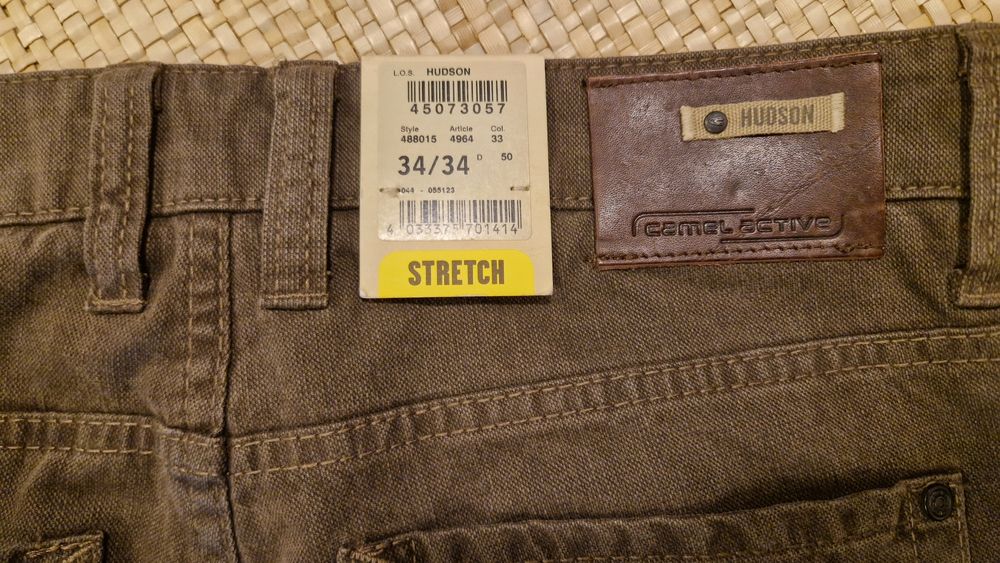 L.O.S. HUDSON
45073057
Style Article Col.
488015 4964 33
34/34 D 50
044 - 055123
4 033375 701414
STRETCH
HUDSON
camel active